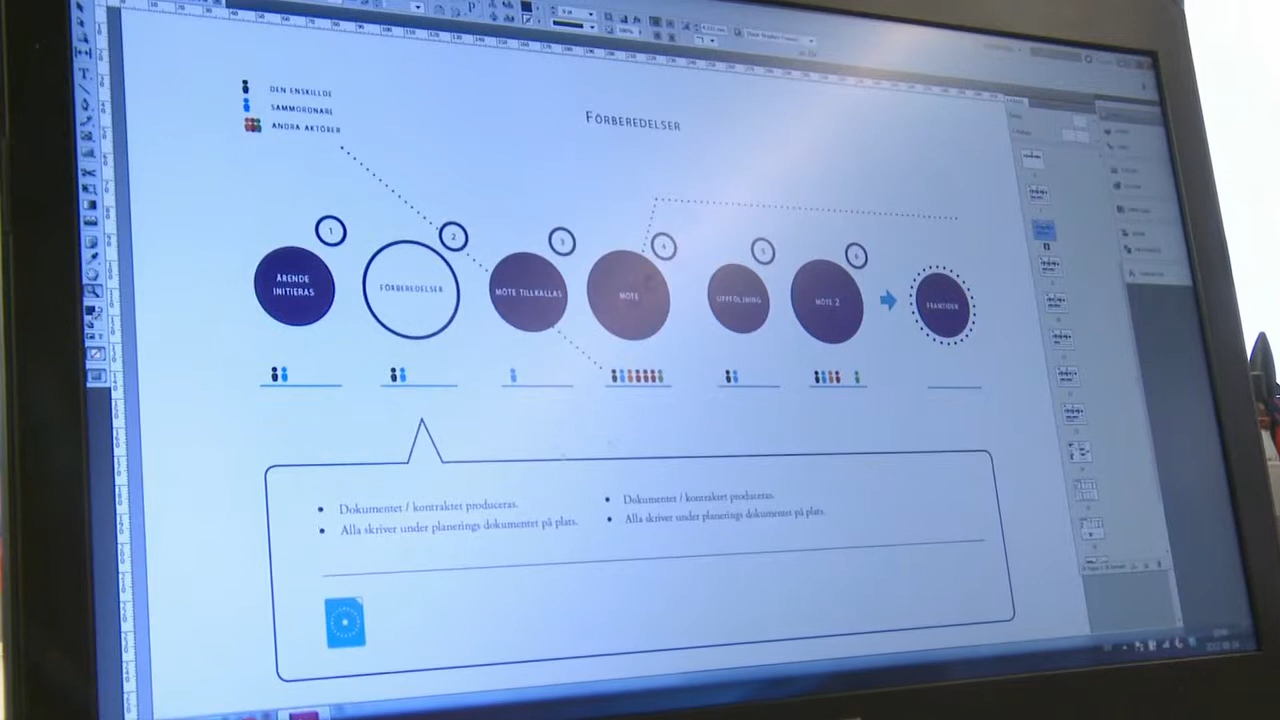 DEN ENSKILLDE
SAMMORDNARE
ANDRA AKTÖRER
FÖRBEREDELSER
1
2
3
4
5
6
ÄRENDE
INITIERAS
FÖRBEREDELSER
MÖTE TILLKALLAS
MÖTE
UPPFÖLJNING
MÖTE 2
FRAMTIDEN
• Dokumentet / kontraktet produceras.
• Alla skriver under planerings dokumentet på plats.
• Dokumentet / kontraktet produceras.
• Alla skriver under planerings dokumentet på plats.